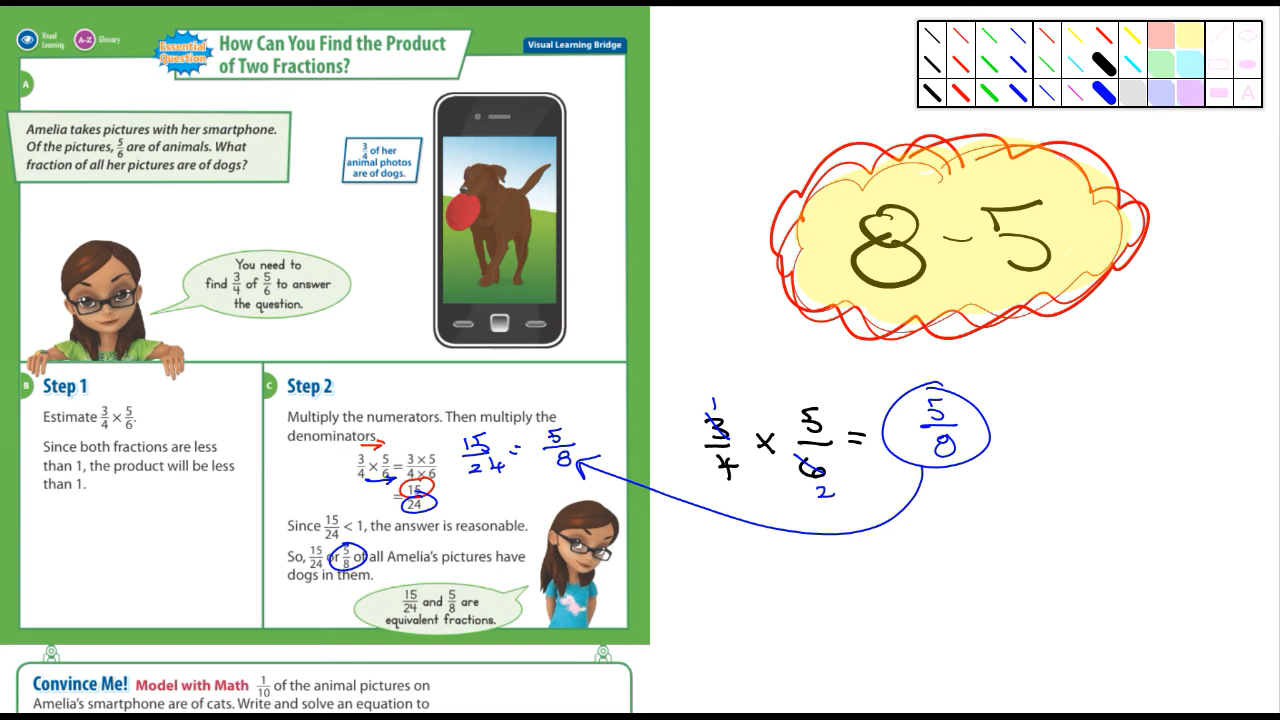 Visual
Learning
A-Z
Glossary
Essential
Question
How Can You Find the Product
of Two Fractions?
Visual Learning Bridge
A
Amelia takes pictures with her smartphone.
Of the pictures, 5/6 are of animals. What
fraction of all her pictures are of dogs?
3/4 of her
animal photos
are of dogs.
You need to
find 3/4 of 5/6 to answer
the question.
8-5
B
Step 1
Estimate 3/4 × 5/6.
Since both fractions are less
than 1, the product will be less
than 1.
C
Step 2
Multiply the numerators. Then multiply the
denominators.
3/4 × 5/6 = 3 × 5/4 × 6
= 15/24
15/24 = 5/8
Since 15/24 < 1, the answer is reasonable.
So, 15/24 or 5/8 of all Amelia's pictures have
dogs in them.
15/24 and 5/8 are
equivalent fractions.
1
3/4 × 5/6 = 5/8
2
Convince Me! Model with Math 1/10 of the animal pictures on
Amelia's smartphone are of cats. Write and solve an equation to
A